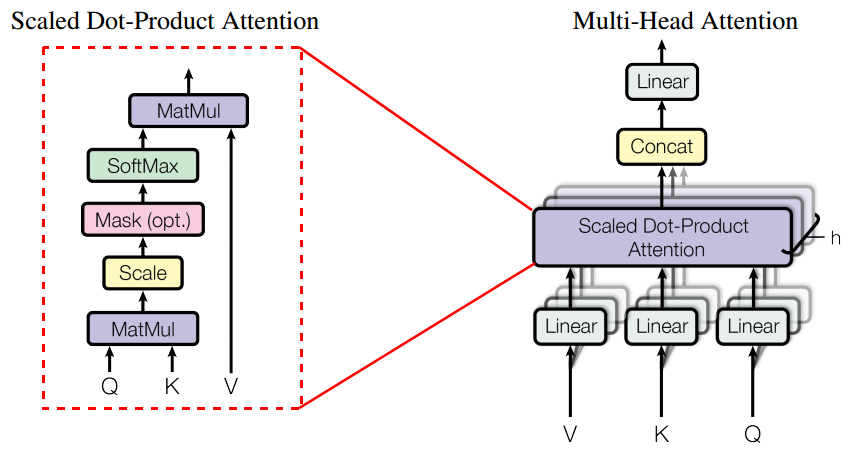 Scaled Dot-Product Attention
MatMul
SoftMax
Mask (opt.)
Scale
MatMul
Q K V
Multi-Head Attention
Linear
Concat
Scaled Dot-Product
Attention
h
Linear Linear Linear
V K Q